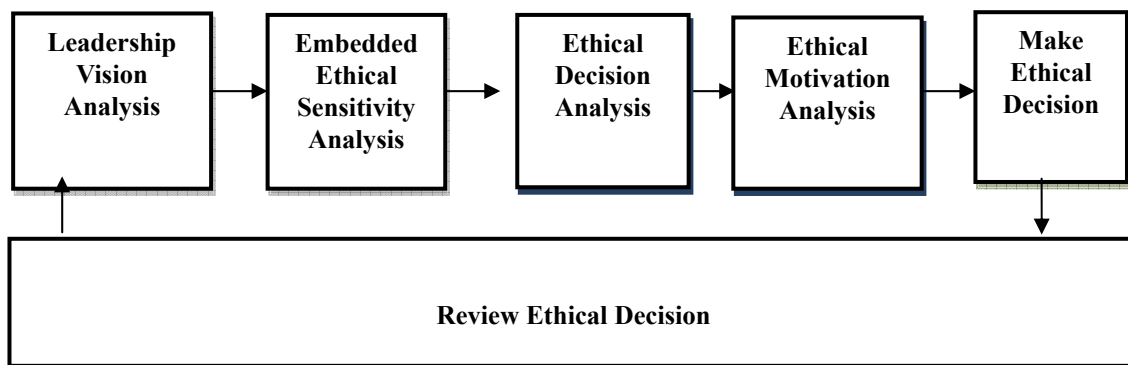 Leadership
Vision
Analysis
Embedded
Ethical
Sensitivity
Analysis
Ethical
Decision
Analysis
Ethical
Motivation
Analysis
Make
Ethical
Decision
Review Ethical Decision